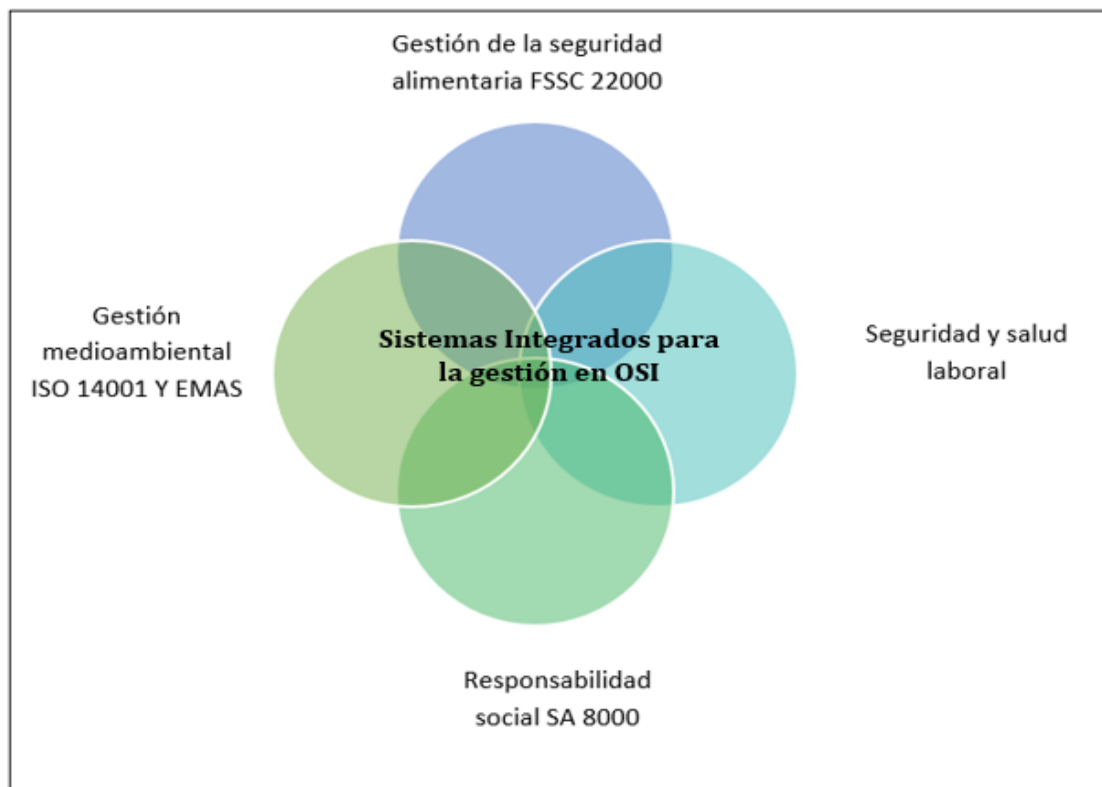 Gestión de la seguridad
alimentaria FSSC 22000
Gestión
medioambiental
ISO 14001 Y EMAS
Sistemas Integrados para
la gestión en OSI
Seguridad y salud
laboral
Responsabilidad
social SA 8000